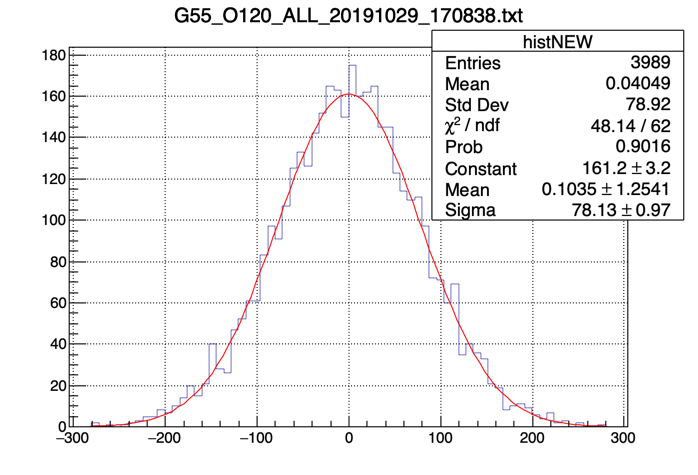 G55_O120_ALL_20191029_170838.txt
histNEW
Entries 3989
Mean 0.04049
Std Dev 78.92
χ² / ndf 48.14 / 62
Prob 0.9016
Constant 161.2 ± 3.2
Mean 0.1035 ± 1.2541
Sigma 78.13 ± 0.97
180
160
140
120
100
80
60
40
20
0
−300 −200 −100 0 100 200 300